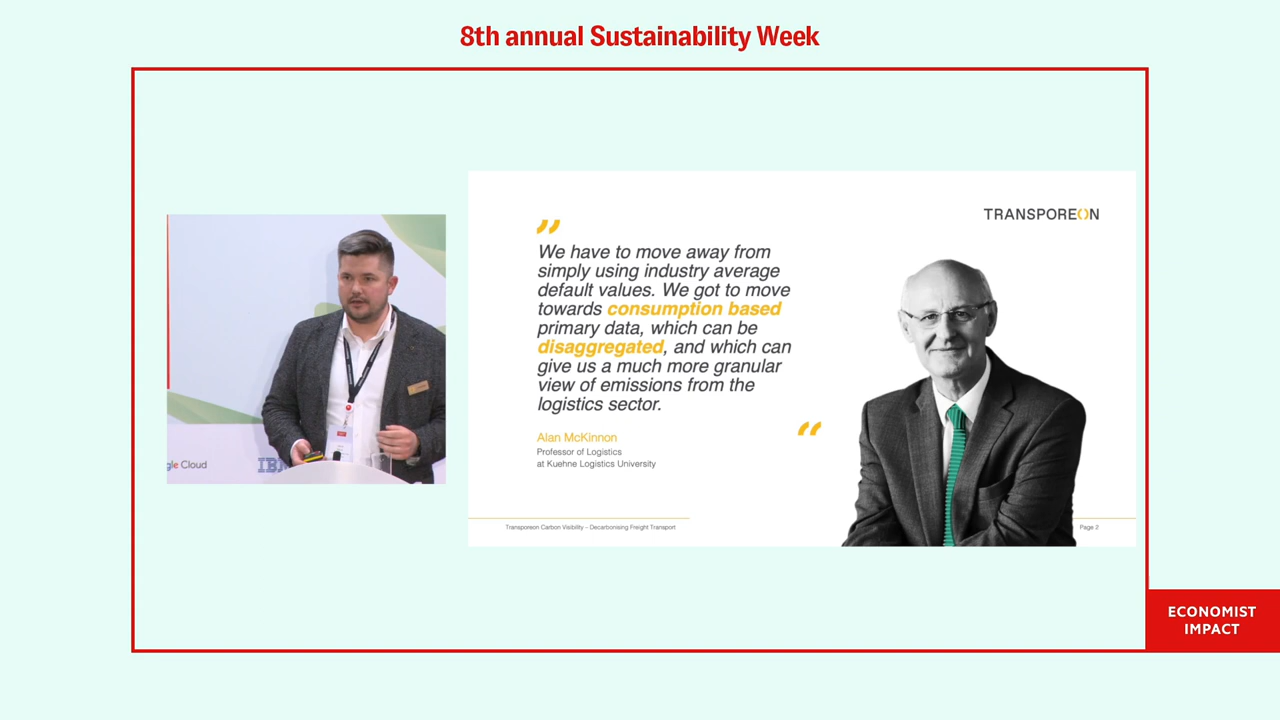 8th annual Sustainability Week
TRANSPOREON
"
We have to move away from
simply using industry average
default values. We got to move
towards consumption based
primary data, which can be
disaggregated, and which can
give us a much more granular
view of emissions from the
logistics sector.
"
Alan McKinnon
Professor of Logistics
at Kuehne Logistics University
Transporeon Carbon Visibility – Decarbonising Freight Transport
Page 2
gle Cloud
IBM
ECONOMIST
IMPACT